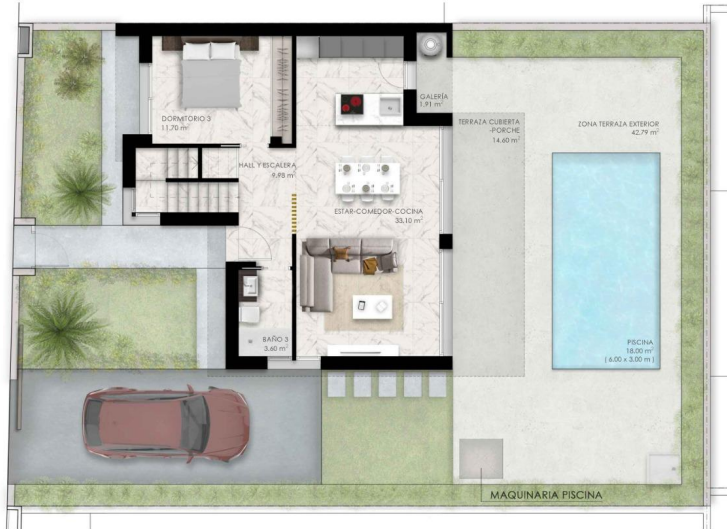 GALERÍA
1.91 m²
DORMITORIO 3
11.70 m²
TERRAZA CUBIERTA
-PORCHE
14.60 m²
ZONA TERRAZA EXTERIOR
42.79 m²
HALL Y ESCALERA
9.98 m²
ESTAR-COMEDOR-COCINA
33.10 m²
BAÑO 3
3.60 m²
PISCINA
18.00 m²
( 6.00 x 3.00 m )
MAQUINARIA PISCINA